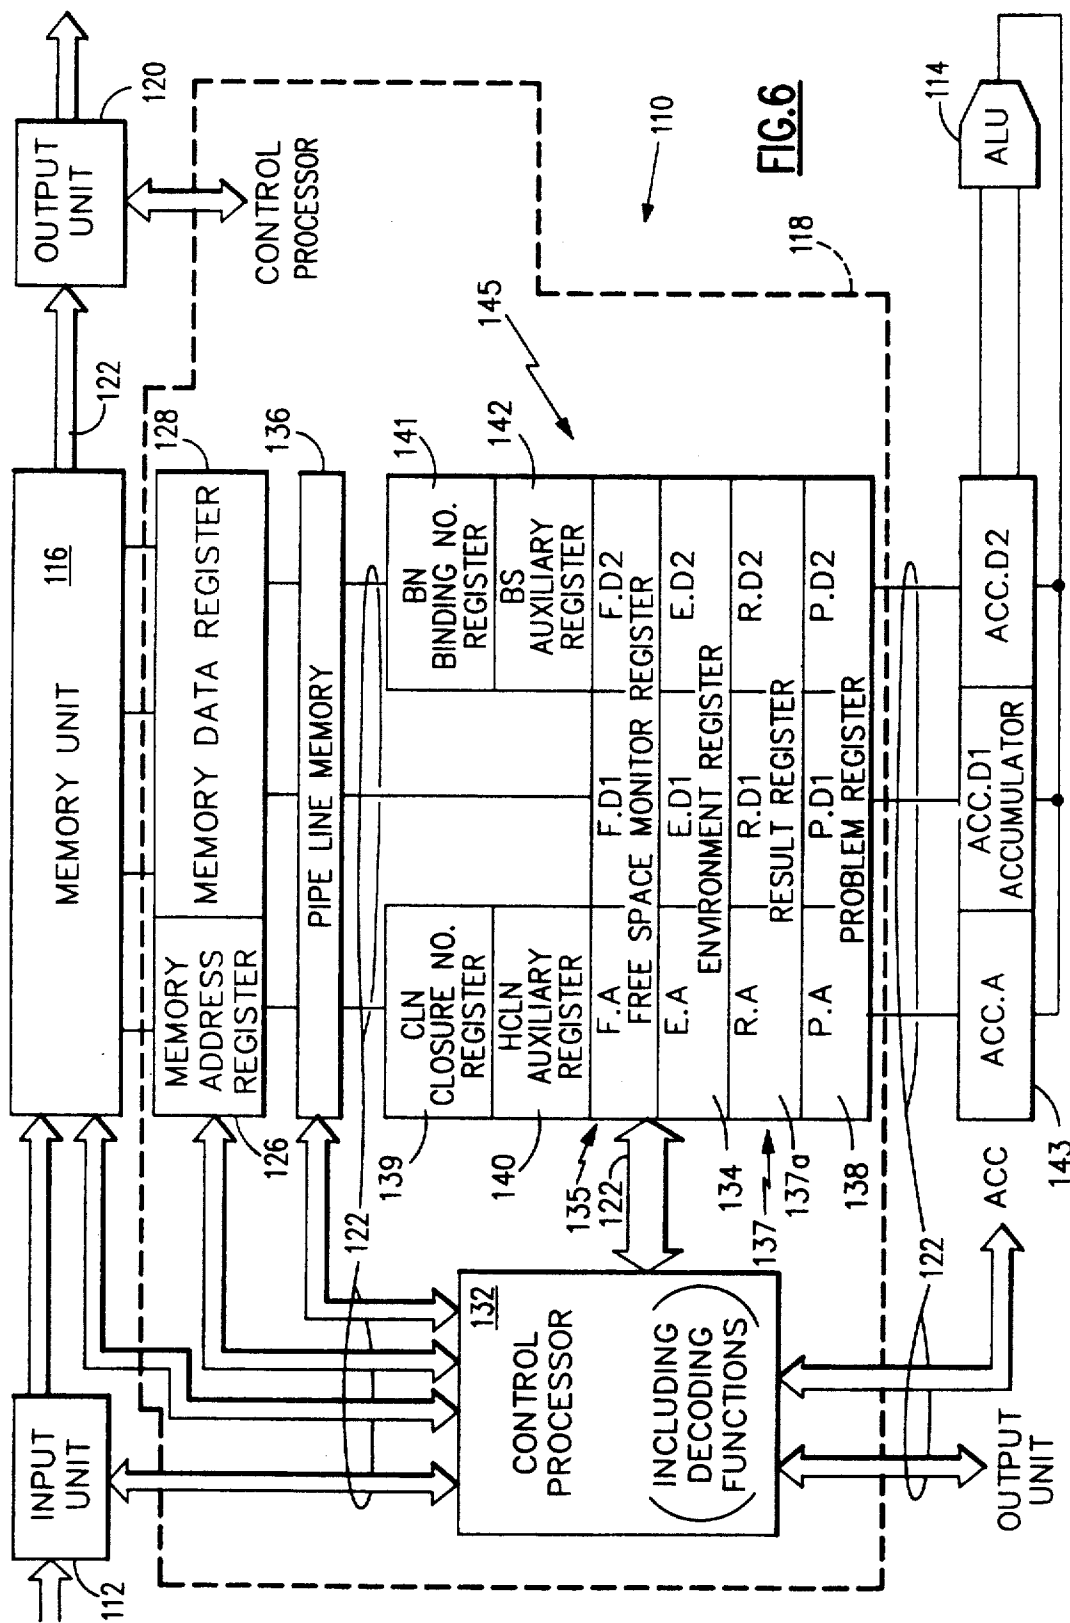 INPUT
UNIT
112
MEMORY UNIT
116
122
OUTPUT
UNIT
120
CONTROL
PROCESSOR
MEMORY
ADDRESS
REGISTER
126
MEMORY DATA REGISTER
128
PIPE LINE MEMORY
136
122
122
CONTROL
PROCESSOR
132
(INCLUDING
DECODING
FUNCTIONS)
CLN
CLOSURE NO.
REGISTER
139
HCLN
AUXILIARY
REGISTER
140
BN
BINDING NO.
REGISTER
141
BS
AUXILIARY
REGISTER
142
145
135
F.A F.D1 F.D2
FREE SPACE MONITOR REGISTER
E.A E.D1 E.D2
ENVIRONMENT REGISTER
134
R.A R.D1 R.D2
RESULT REGISTER
137
137a
P.A P.D1 P.D2
PROBLEM REGISTER
138
118
110
FIG.6
122
OUTPUT
UNIT
ACC
143
ACC.A ACC.D1 ACC.D2
ACCUMULATOR
ALU
114